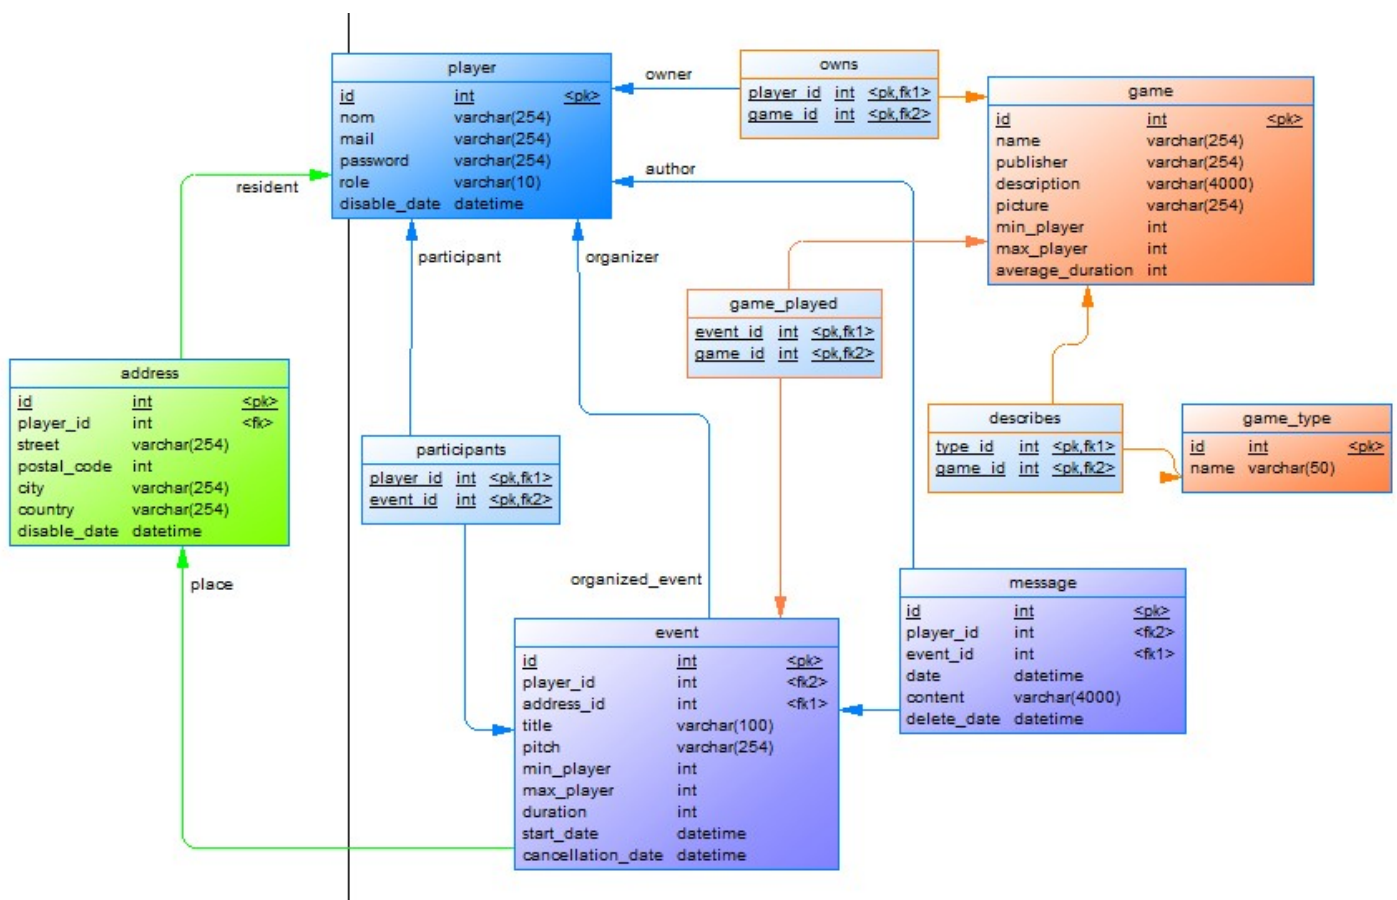 player
id int <pk>
nom varchar(254)
mail varchar(254)
password varchar(254)
role varchar(10)
disable_date datetime
owner
owns
player_id int <pk,fk1>
game_id int <pk,fk2>
game
id int <pk>
name varchar(254)
publisher varchar(254)
description varchar(4000)
picture varchar(254)
min_player int
max_player int
average_duration int
author
resident
participant
organizer
game_played
event_id int <pk,fk1>
game_id int <pk,fk2>
address
id int <pk>
player_id int <fk>
street varchar(254)
postal_code int
city varchar(254)
country varchar(254)
disable_date datetime
participants
player_id int <pk,fk1>
event_id int <pk,fk2>
describes
type_id int <pk,fk1>
game_id int <pk,fk2>
game_type
id int <pk>
name varchar(50)
place
organized_event
event
id int <pk>
player_id int <fk2>
address_id int <fk1>
title varchar(100)
pitch varchar(254)
min_player int
max_player int
duration int
start_date datetime
cancellation_date datetime
message
id int <pk>
player_id int <fk2>
event_id int <fk1>
date datetime
content varchar(4000)
delete_date datetime